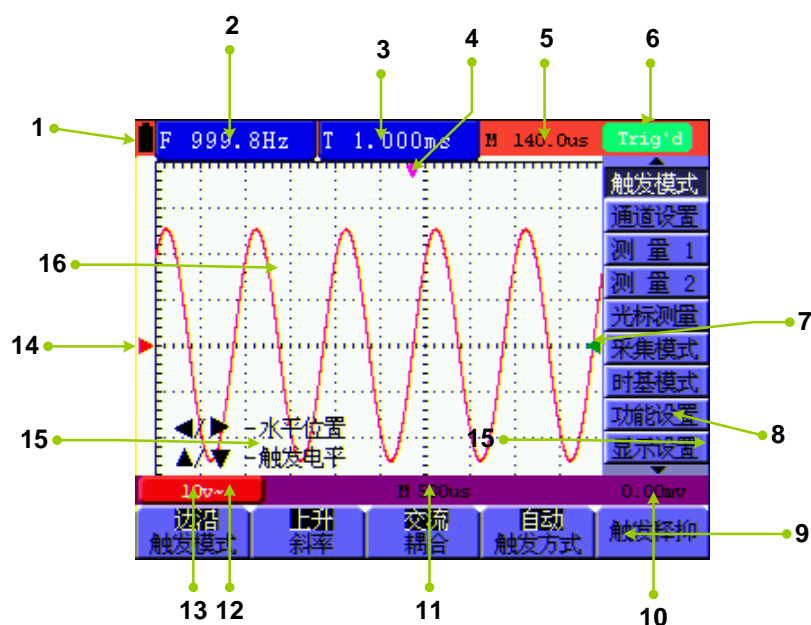 2 3 4 5 6
1
F 999.8Hz T 1.000ms M 140.0us Trig'd
触发模式
通道设置
测 量 1
16
测 量 2
光标测量
7
14
采集模式
时基模式
功能设置
8
15
◀/▶ -水平位置
15
显示设置
▲/▼ -触发电平
10v~ M 500us 0.00mv
边沿 上升 交流 自动
触发模式 斜率 耦合 触发方式 触发释抑
9
13 12 11 10